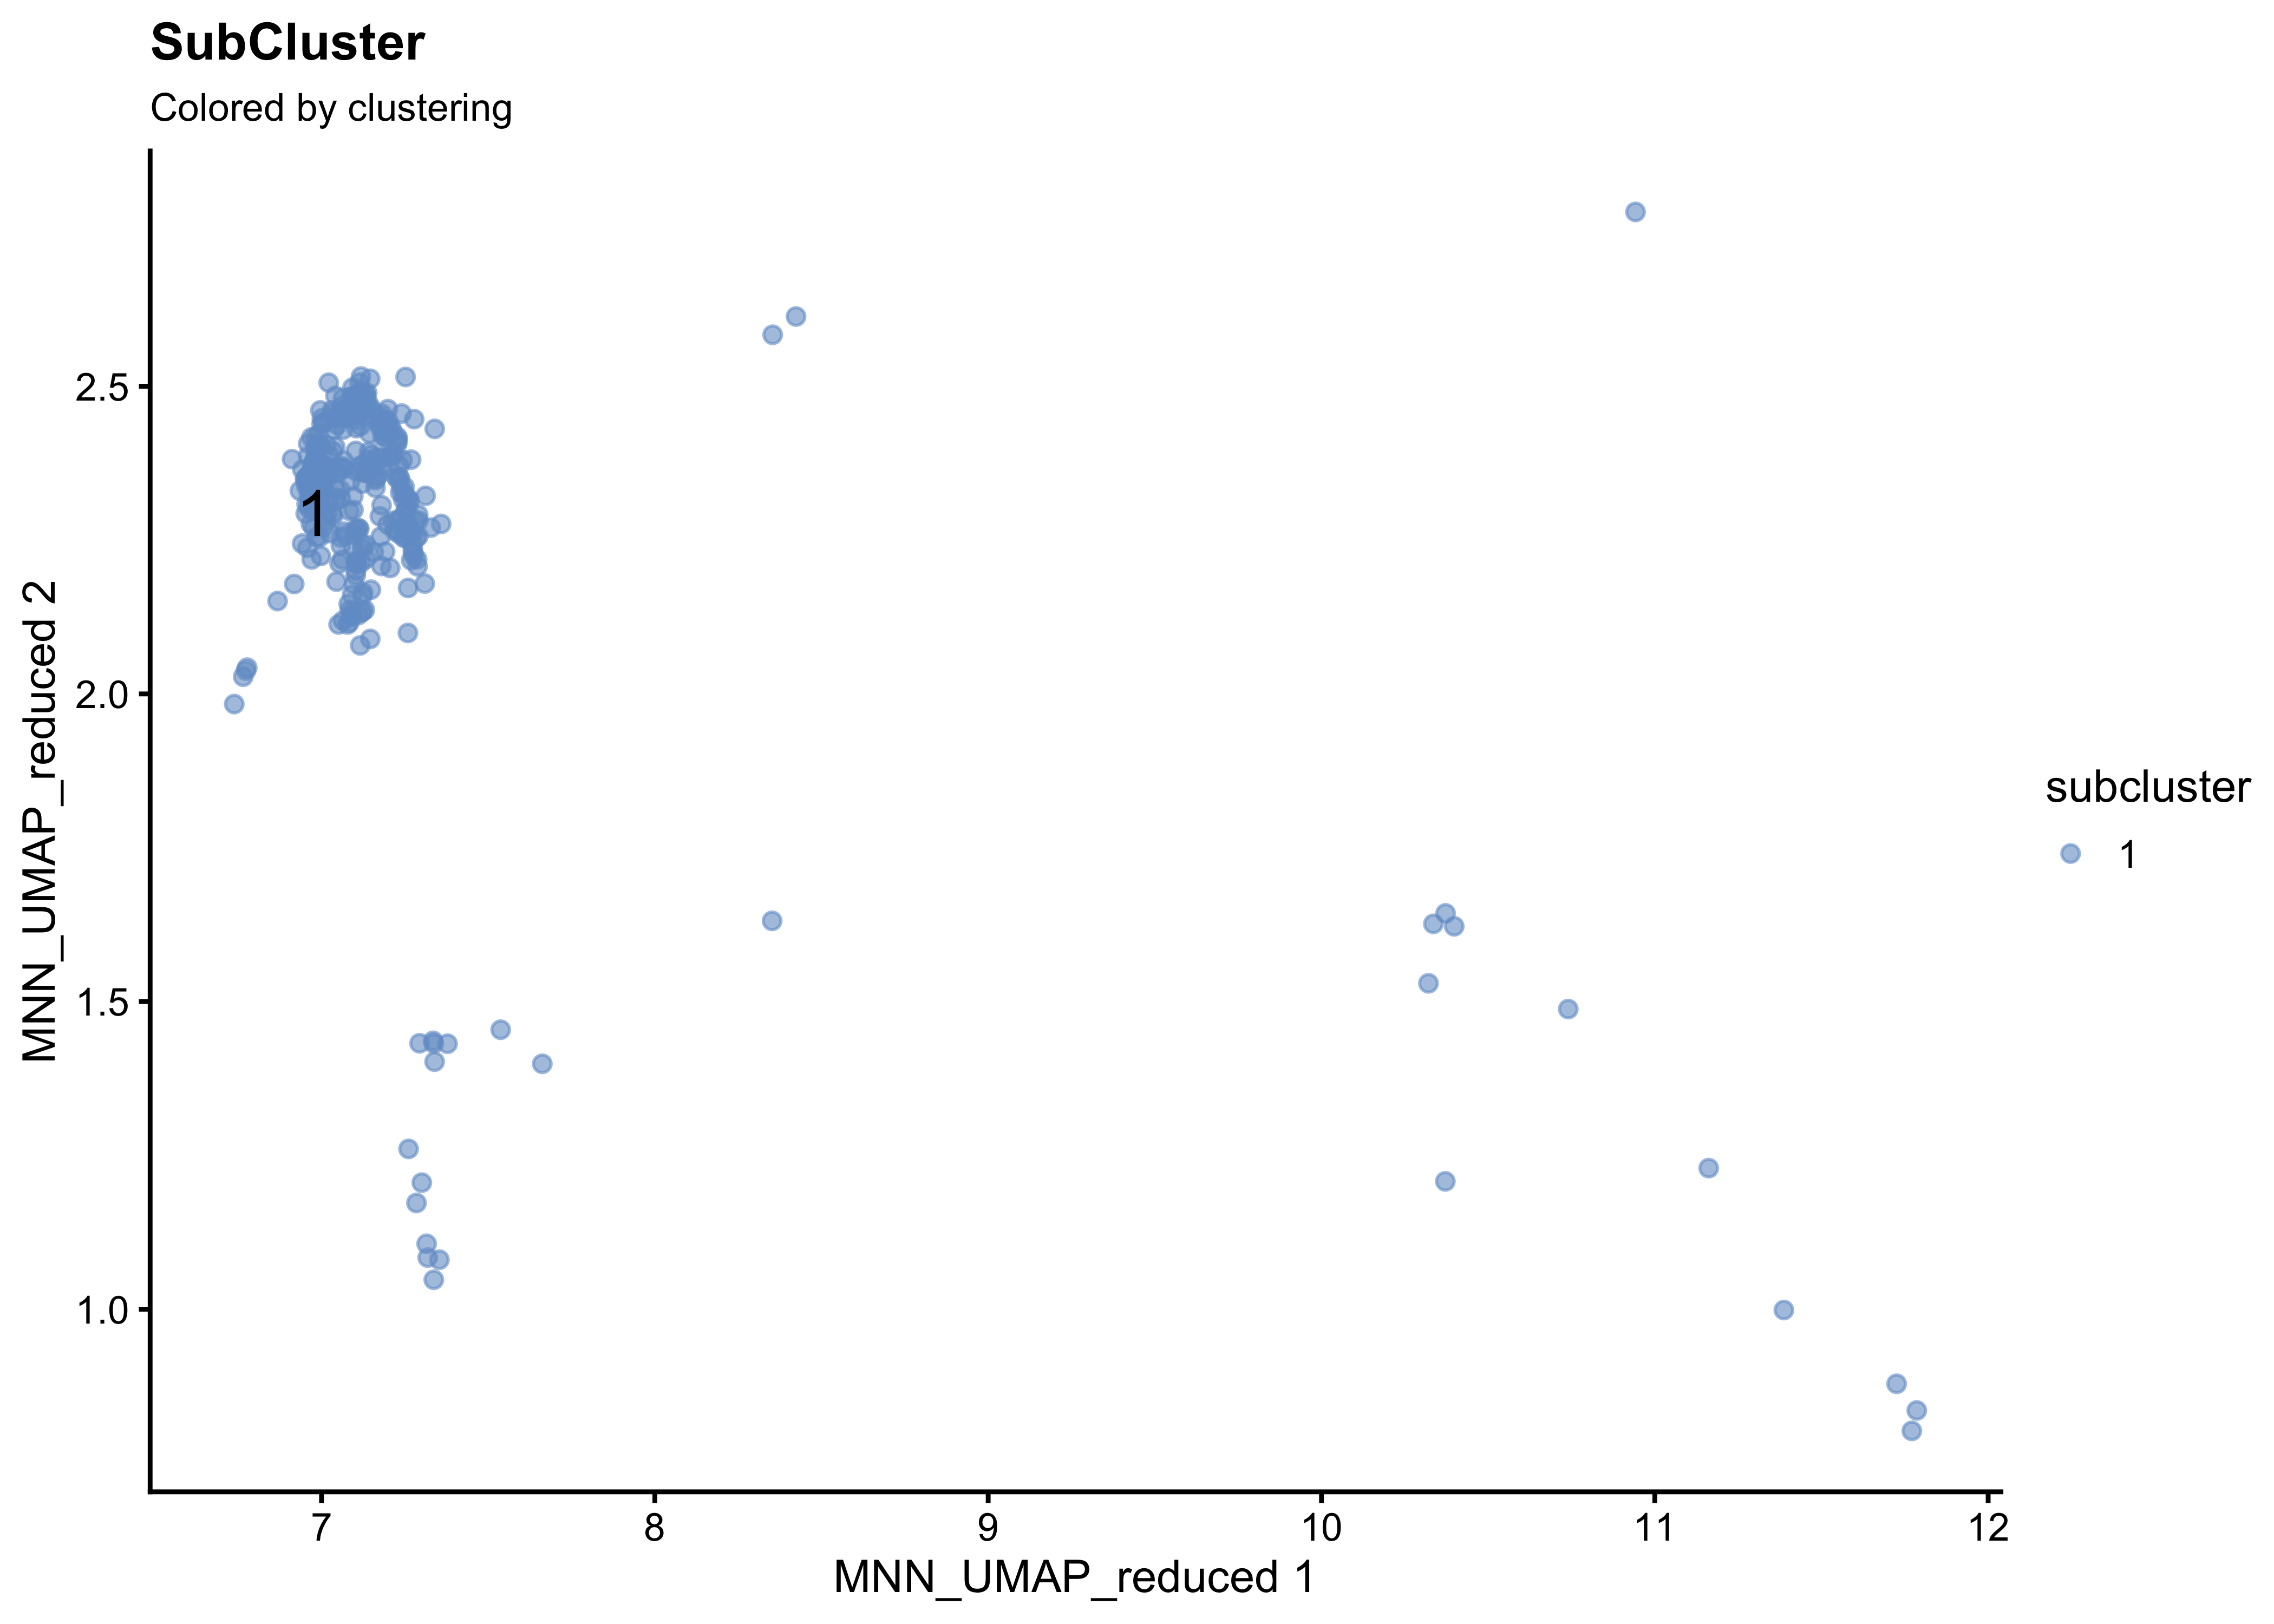 SubCluster
Colored by clustering
MNN_UMAP_reduced 2
2.5
2.0
1.5
1.0
1
7
8
9
10
11
12
MNN_UMAP_reduced 1
subcluster
1